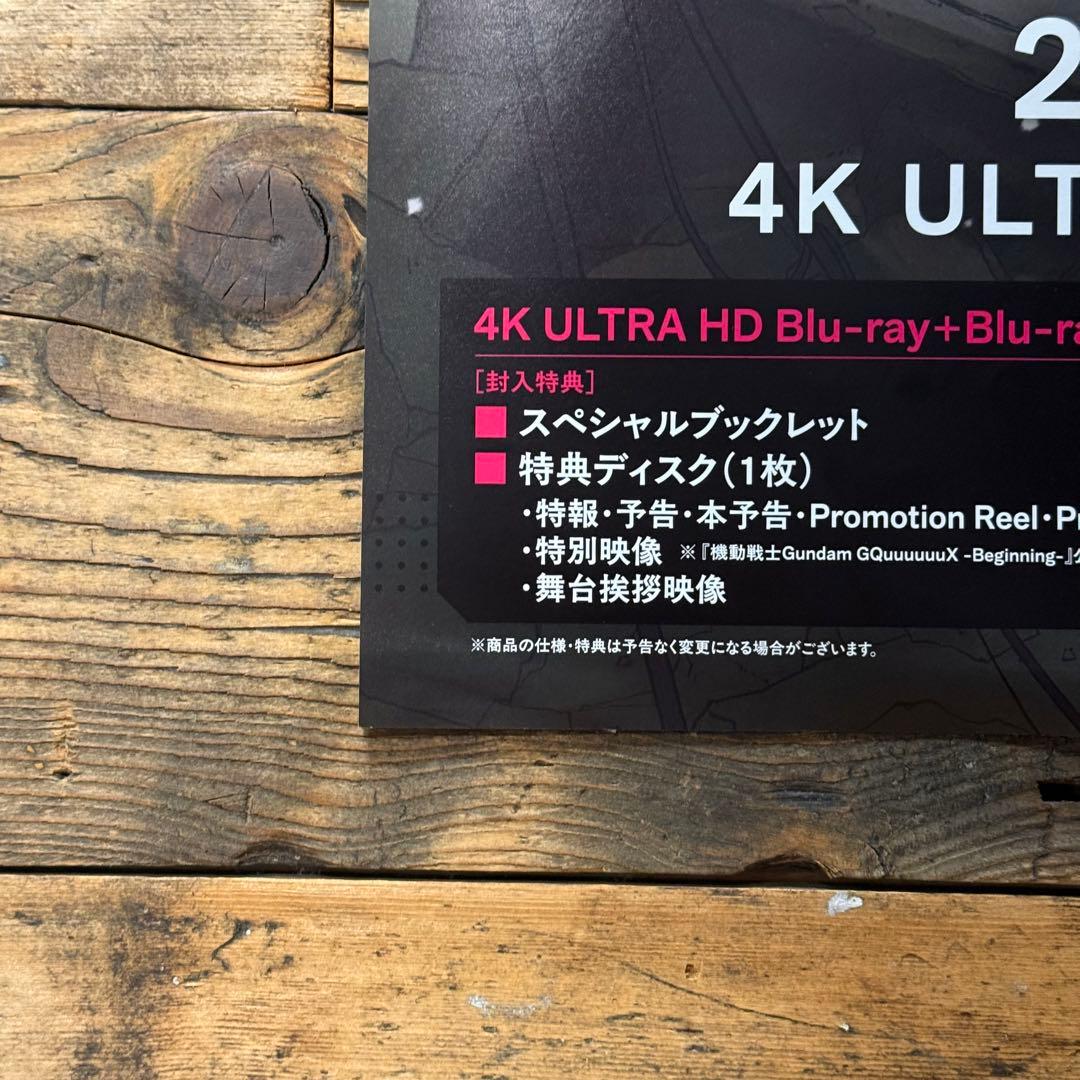 2
4K ULT
4K ULTRA HD Blu-ray+Blu-ra
[封入特典]
■ スペシャルブックレット
■ 特典ディスク(1枚)
・特報・予告・本予告・Promotion Reel・Pr
・特別映像 ※『機動戦士Gundam GQuuuuuuX -Beginning-』
・舞台挨拶映像
※商品の仕様・特典は予告なく変更になる場合がございます。